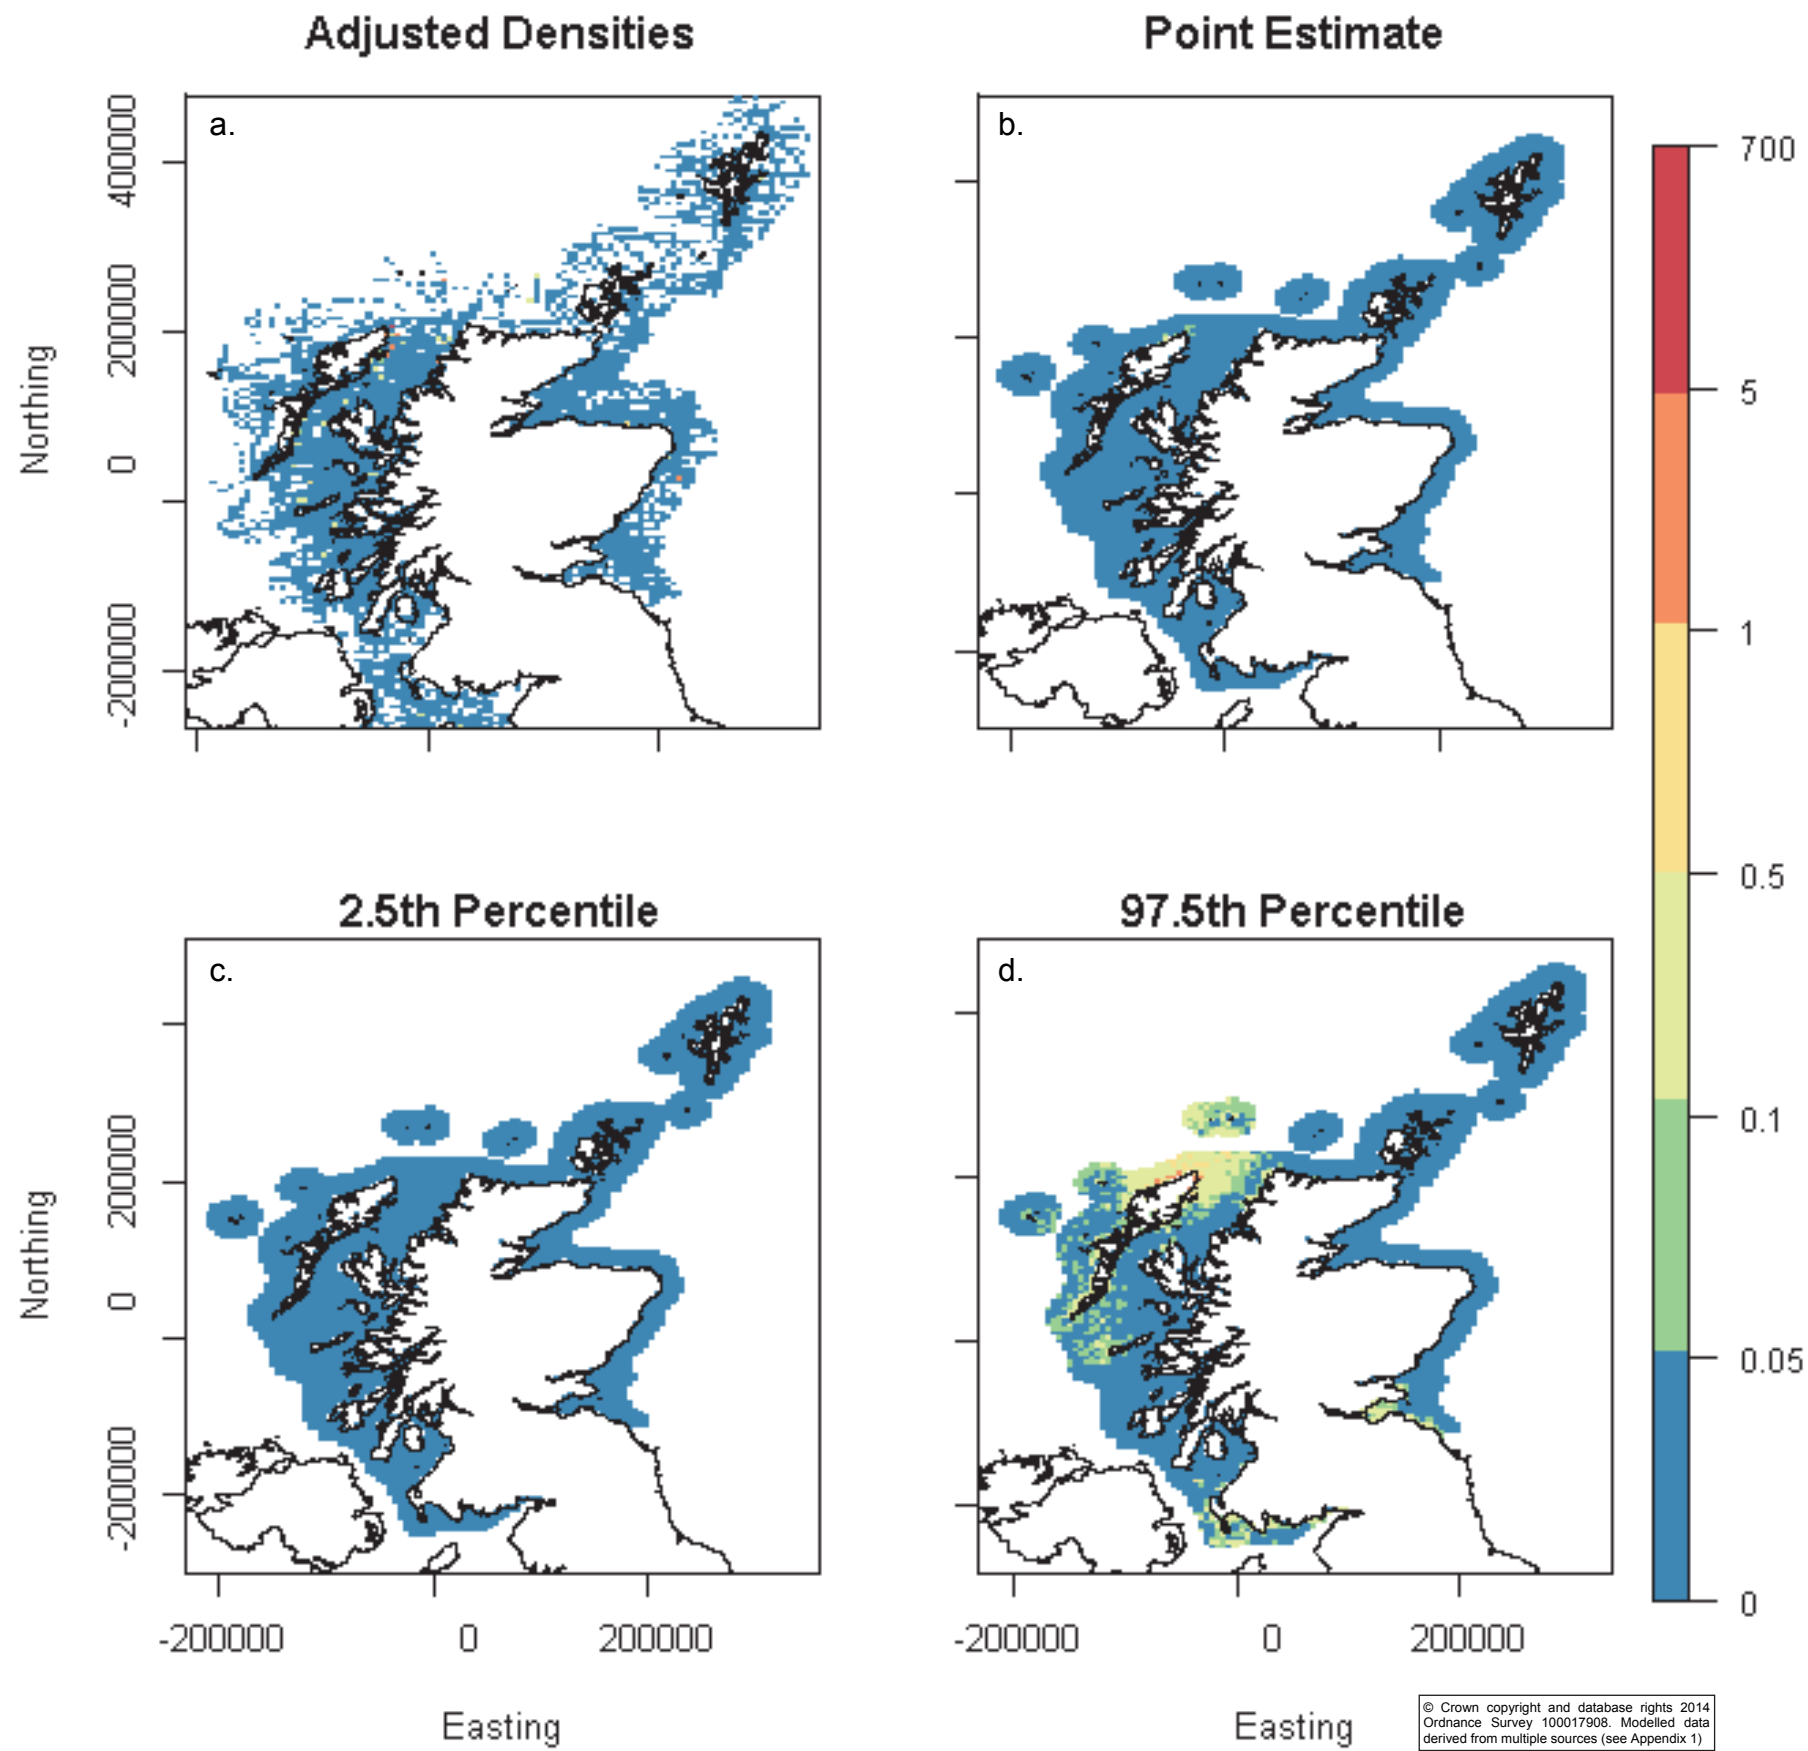 Adjusted Densities
Point Estimate
a.
b.
400000
200000
0
-200000
Northing
700
5
1
0.5
0.1
0.05
0
2.5th Percentile
97.5th Percentile
c.
d.
200000
0
-200000
Northing
-200000 0 200000
-200000 0 200000
Easting
Easting
© Crown copyright and database rights 2014
Ordnance Survey 100017908. Modelled data
derived from multiple sources (see Appendix 1)